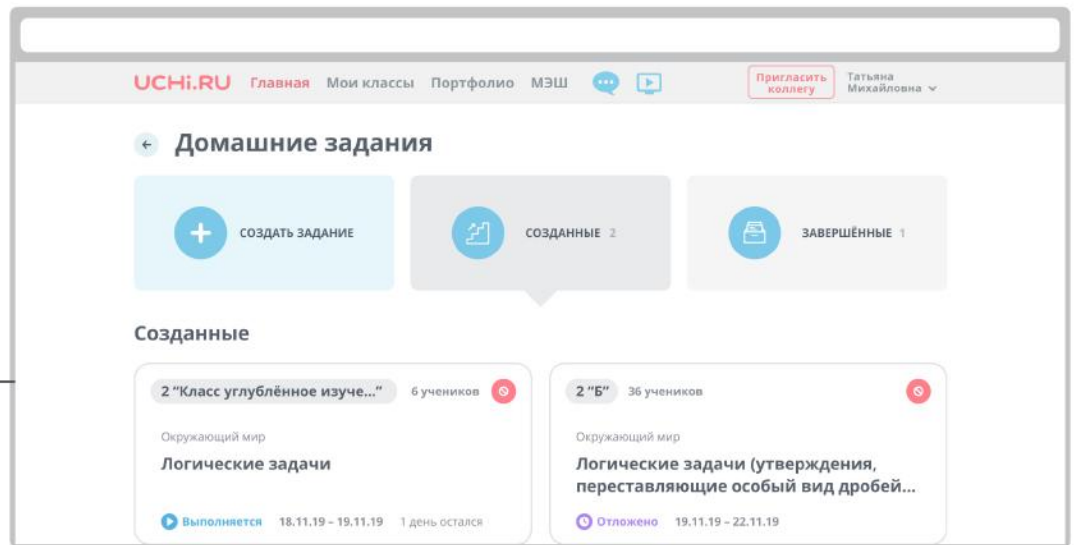 UCHi.RU Главная Мои классы Портфолио МЭШ Пригласить коллегу Татьяна Михайловна
Домашние задания
СОЗДАТЬ ЗАДАНИЕ СОЗДАННЫЕ 2 ЗАВЕРШЁННЫЕ 1
Созданные
2 "Класс углублённое изуче..." 6 учеников
Окружающий мир
Логические задачи
Выполняется 18.11.19 – 19.11.19 1 день остался
2 "Б" 36 учеников
Окружающий мир
Логические задачи (утверждения,
переставляющие особый вид дробей...
Отложено 19.11.19 – 22.11.19